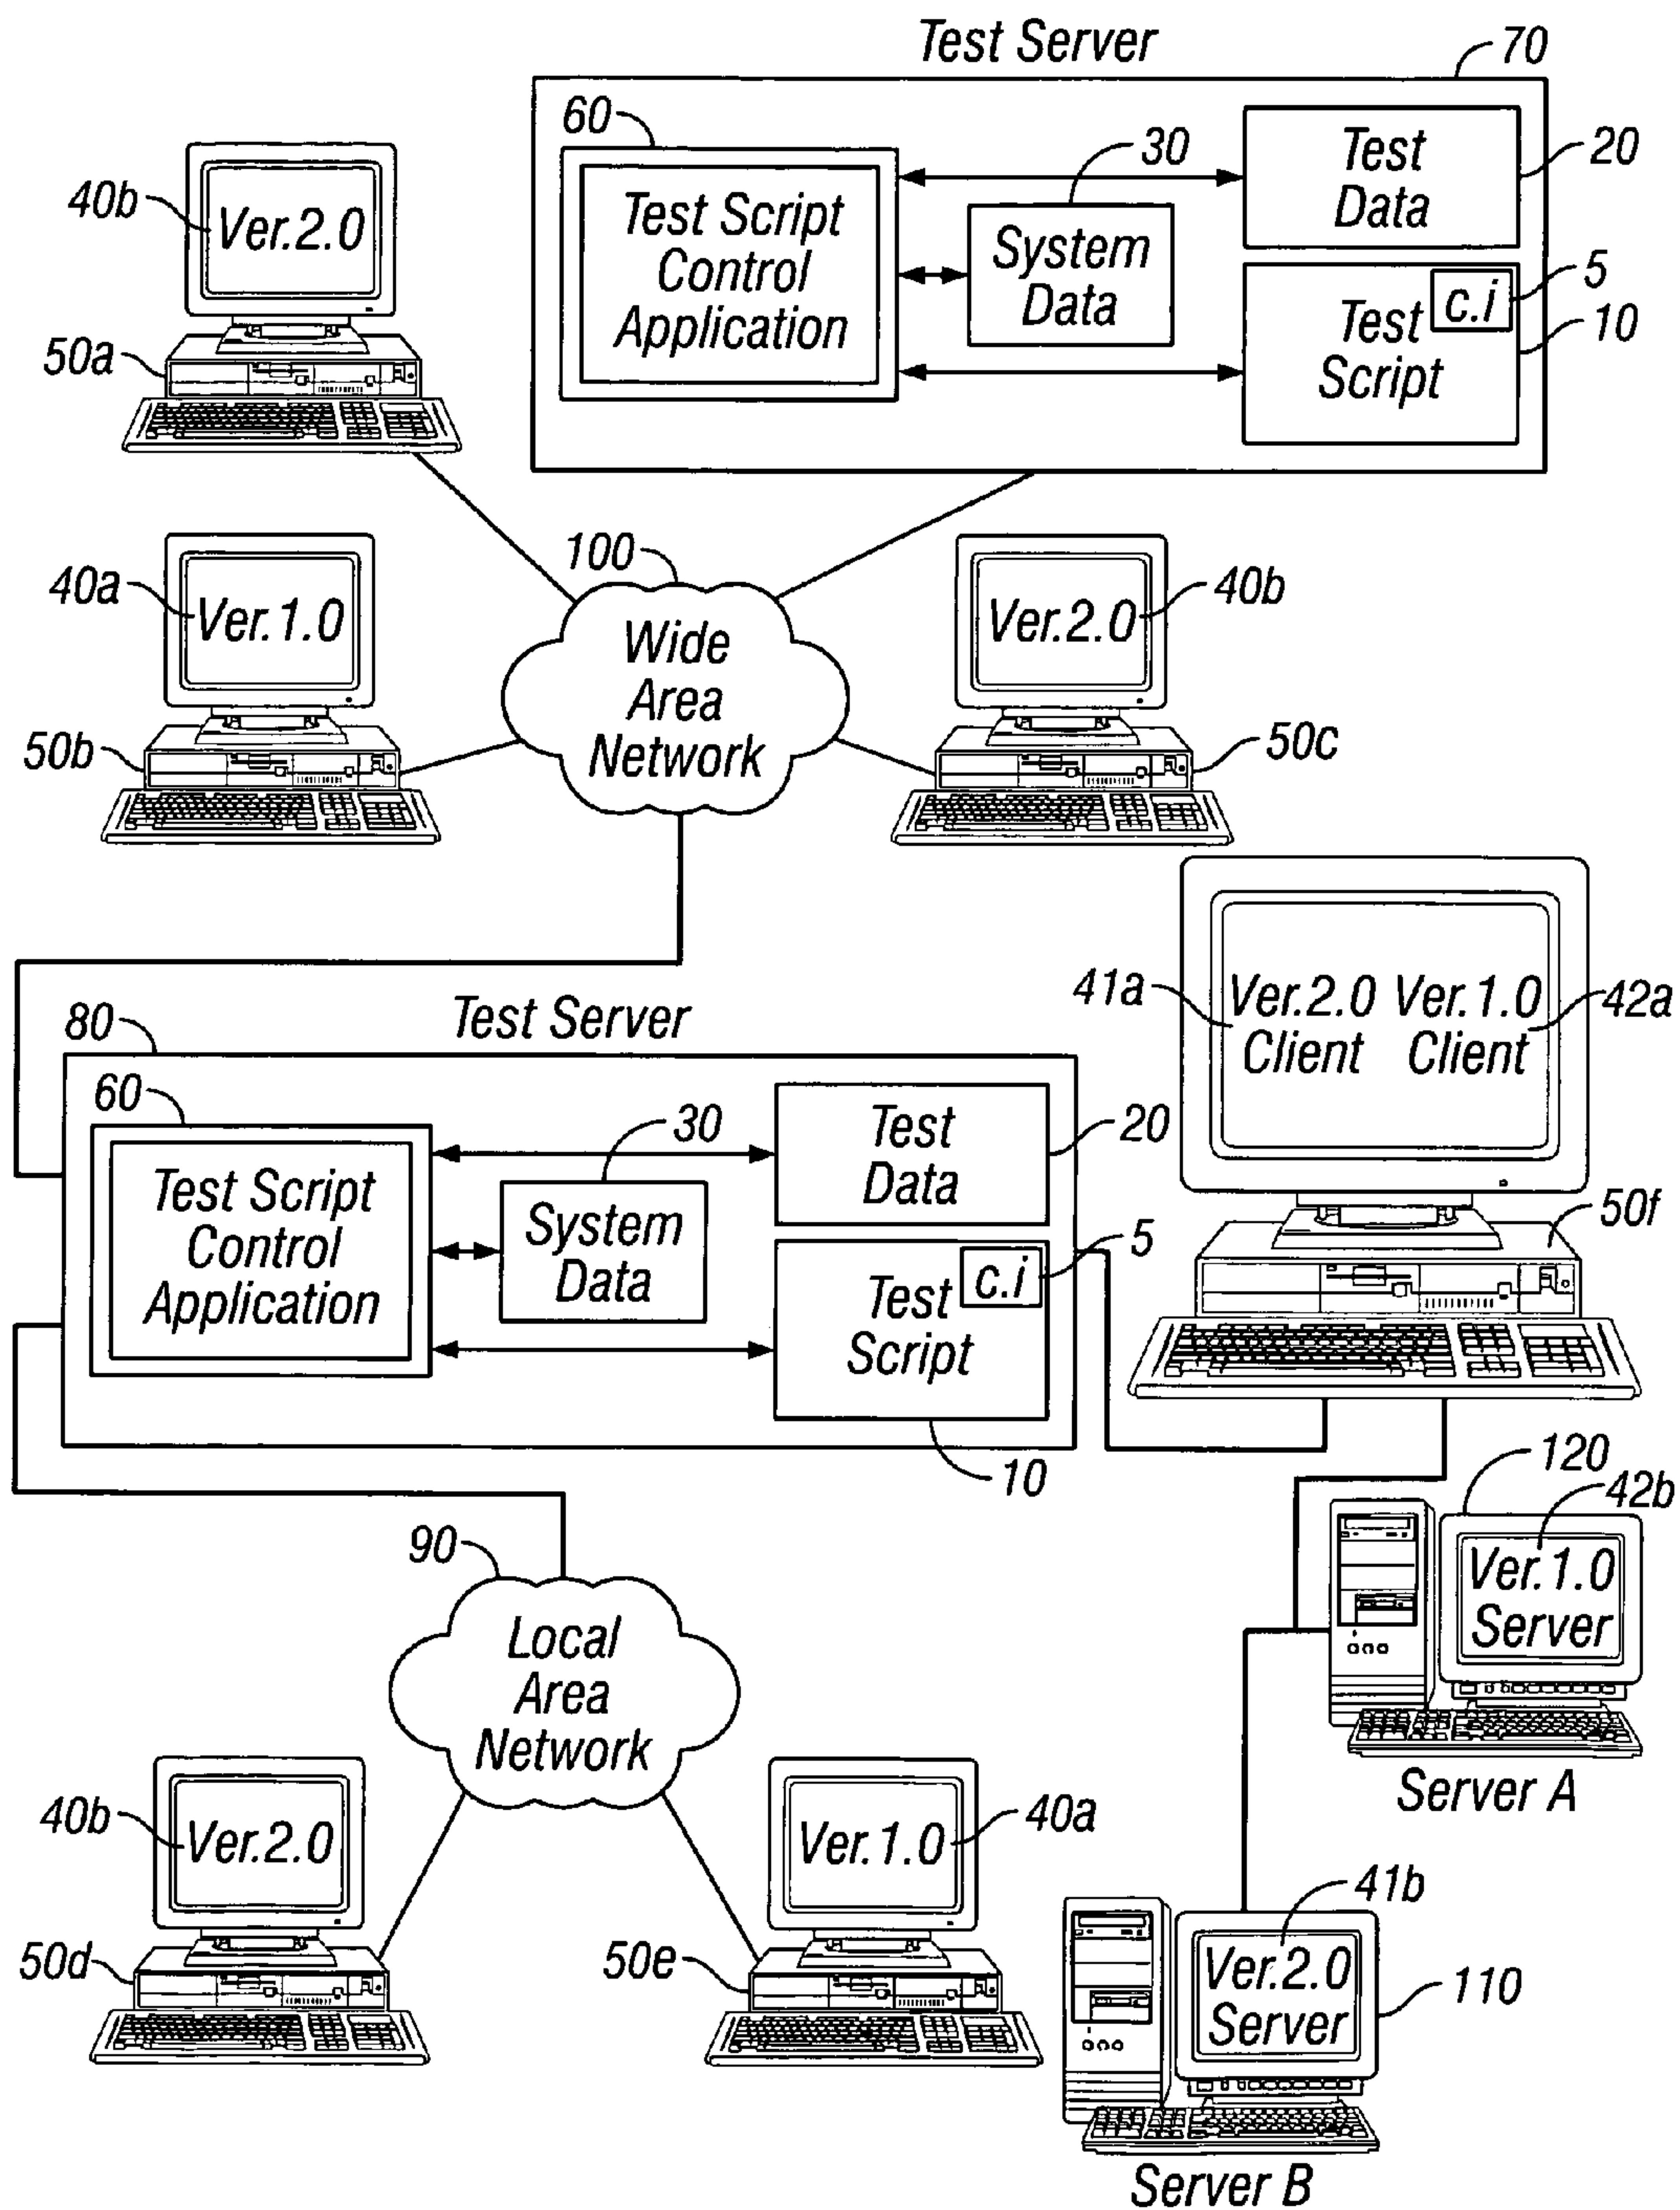 Test Server
70
60
Test Script
Control
Application
30
System
Data
Test
Data
20
5
c.i
Test
Script
10
40b
Ver.2.0
50a
40a
Ver.1.0
50b
100
Wide
Area
Network
Ver.2.0
40b
50c
41a
Ver.2.0 Ver.1.0
Client Client
42a
50f
Test Server
80
60
Test Script
Control
Application
30
System
Data
Test
Data
20
5
c.i
Test
Script
10
120
42b
Ver.1.0
Server
Server A
90
Local
Area
Network
40b
Ver.2.0
50d
Ver.1.0
40a
50e
41b
Ver.2.0
Server
110
Server B